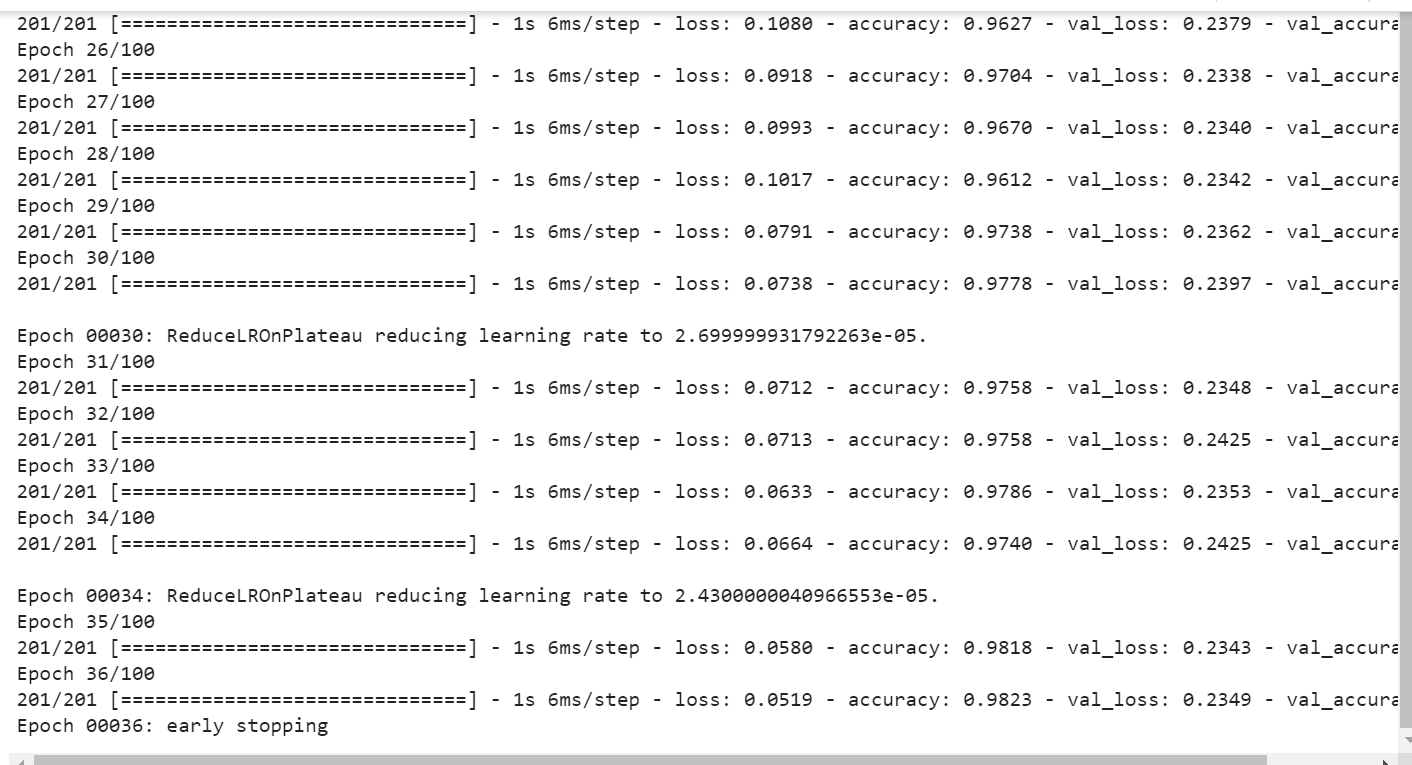 201/201 [==============================] - 1s 6ms/step - loss: 0.1080 - accuracy: 0.9627 - val_loss: 0.2379 - val_accura
Epoch 26/100
201/201 [==============================] - 1s 6ms/step - loss: 0.0918 - accuracy: 0.9704 - val_loss: 0.2338 - val_accura
Epoch 27/100
201/201 [==============================] - 1s 6ms/step - loss: 0.0993 - accuracy: 0.9670 - val_loss: 0.2340 - val_accura
Epoch 28/100
201/201 [==============================] - 1s 6ms/step - loss: 0.1017 - accuracy: 0.9612 - val_loss: 0.2342 - val_accura
Epoch 29/100
201/201 [==============================] - 1s 6ms/step - loss: 0.0791 - accuracy: 0.9738 - val_loss: 0.2362 - val_accura
Epoch 30/100
201/201 [==============================] - 1s 6ms/step - loss: 0.0738 - accuracy: 0.9778 - val_loss: 0.2397 - val_accura
Epoch 00030: ReduceLROnPlateau reducing learning rate to 2.699999931792263e-05.
Epoch 31/100
201/201 [==============================] - 1s 6ms/step - loss: 0.0712 - accuracy: 0.9758 - val_loss: 0.2348 - val_accura
Epoch 32/100
201/201 [==============================] - 1s 6ms/step - loss: 0.0713 - accuracy: 0.9758 - val_loss: 0.2425 - val_accura
Epoch 33/100
201/201 [==============================] - 1s 6ms/step - loss: 0.0633 - accuracy: 0.9786 - val_loss: 0.2353 - val_accura
Epoch 34/100
201/201 [==============================] - 1s 6ms/step - loss: 0.0664 - accuracy: 0.9740 - val_loss: 0.2425 - val_accura
Epoch 00034: ReduceLROnPlateau reducing learning rate to 2.4300000040966553e-05.
Epoch 35/100
201/201 [==============================] - 1s 6ms/step - loss: 0.0580 - accuracy: 0.9818 - val_loss: 0.2343 - val_accura
Epoch 36/100
201/201 [==============================] - 1s 6ms/step - loss: 0.0519 - accuracy: 0.9823 - val_loss: 0.2349 - val_accura
Epoch 00036: early stopping